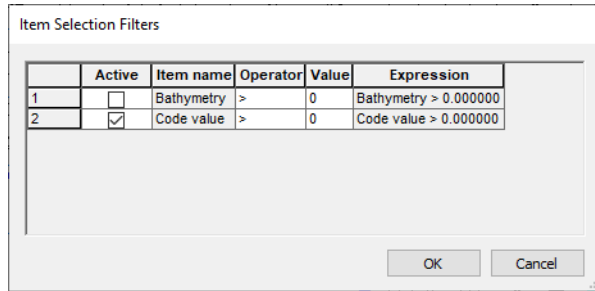 Item Selection Filters
Active Item name Operator Value Expression
1 Bathymetry > 0 Bathymetry > 0.000000
2 Code value > 0 Code value > 0.000000
OK Cancel